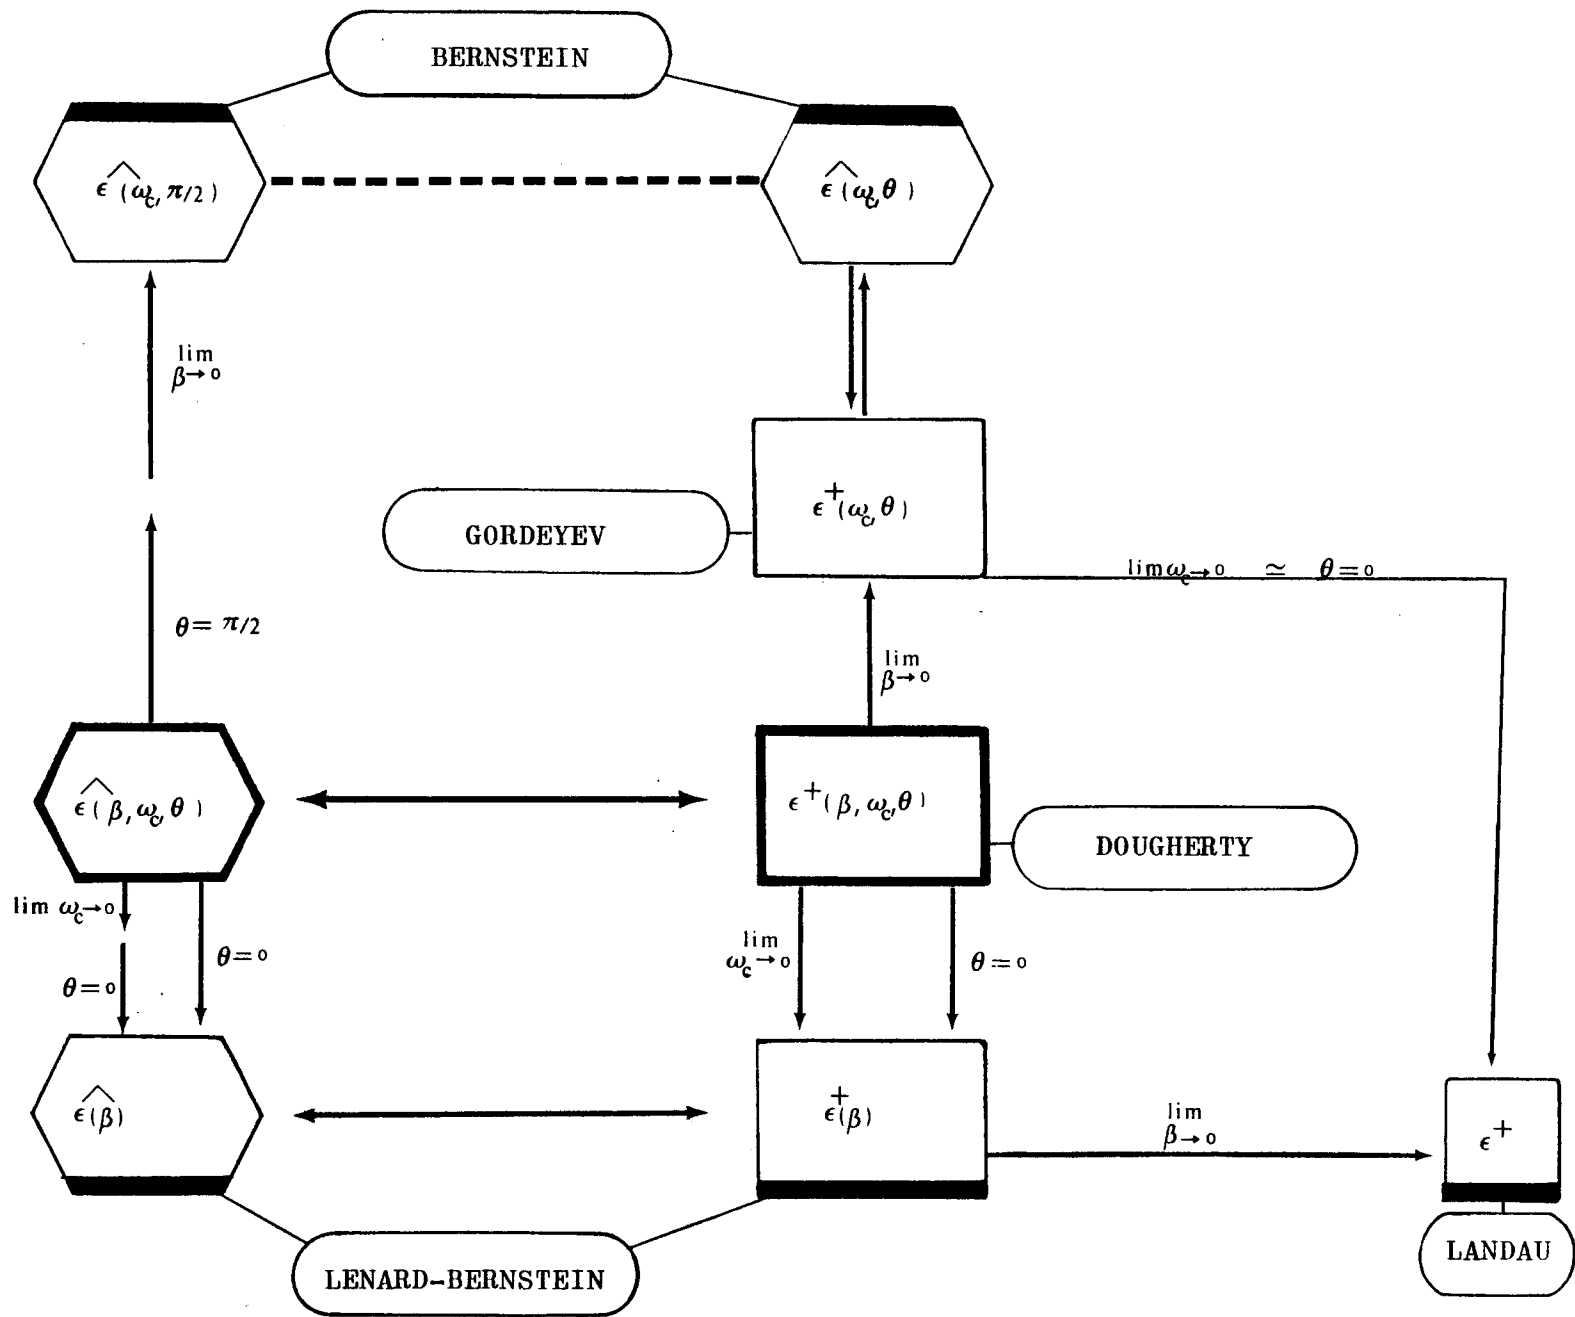 BERNSTEIN
ϵ̂(ω_c, π/2)
ϵ̂(ω_c, θ)
lim
β→0
ϵ⁺(ω_c, θ)
GORDEYEV
lim ω_c→0 ≃ θ=0
θ= π/2
lim
β→0
ϵ̂(β, ω_c, θ)
ϵ⁺(β, ω_c, θ)
DOUGHERTY
lim ω_c→0
θ=0
θ=0
lim
ω_c→0
θ=0
ϵ̂(β)
ϵ⁺(β)
lim
β→0
ϵ⁺
LENARD-BERNSTEIN
LANDAU